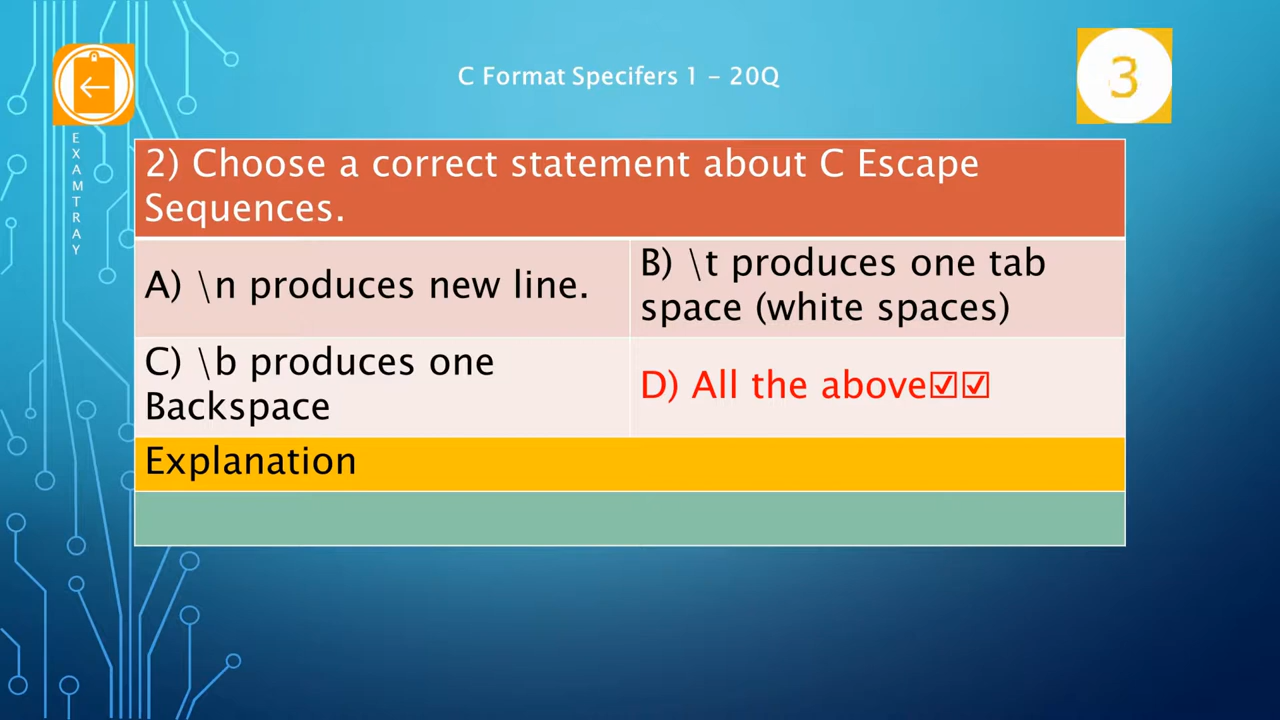 C Format Specifers 1 – 20Q
3
EXAMTRAY
2) Choose a correct statement about C Escape
Sequences.
A) \n produces new line.
B) \t produces one tab
space (white spaces)
C) \b produces one
Backspace
D) All the above☑☑
Explanation